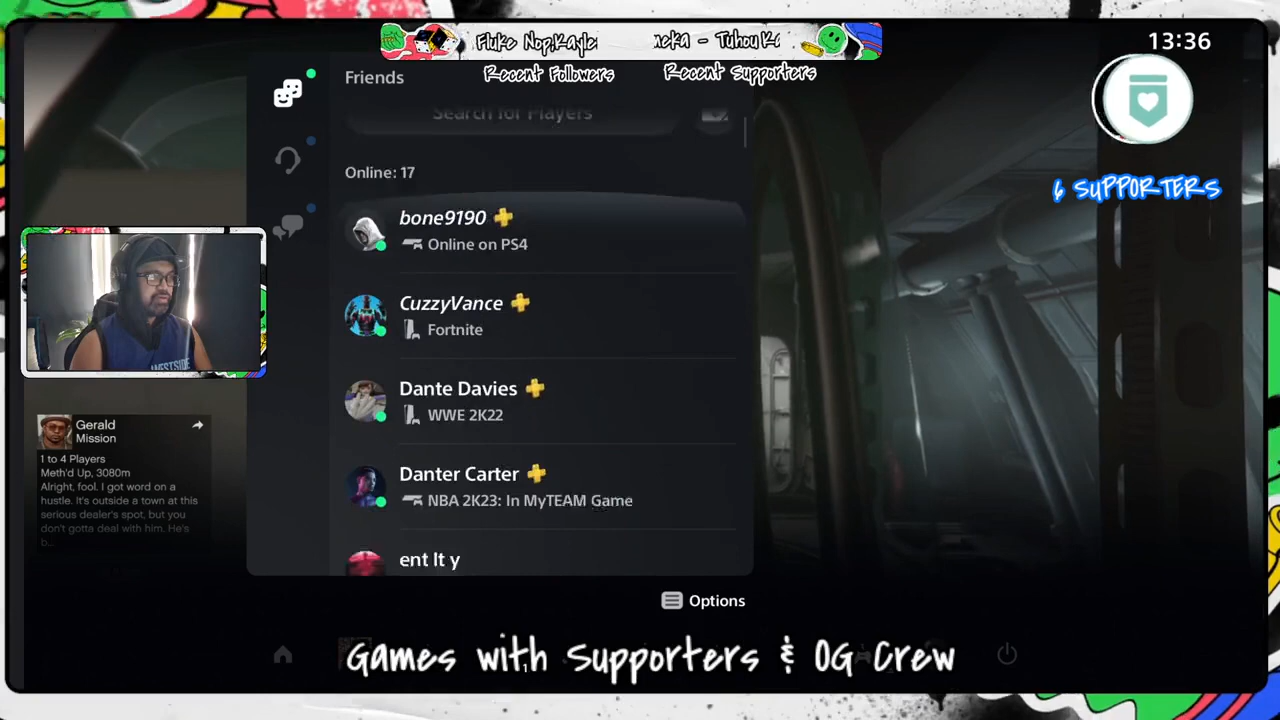 Fluke Nop,Kayle
neka - Tuhou Ka
Recent Followers
Recent Supporters
13:36
6 SUPPORTERS
Friends
Search for Players
Online: 17
bone9190
Online on PS4
CuzzyVance
Fortnite
Dante Davies
WWE 2K22
Danter Carter
NBA 2K23: In MyTEAM Game
ent It y
Options
WESTSIDE
Gerald
Mission
1 to 4 Players
Meth'd Up, 3080m
Alright, fool. I got word on a
hustle. It's outside a town at this
serious dealer's spot, but you
don't gotta deal with him. He's
b...
Games with Supporters & OG Crew